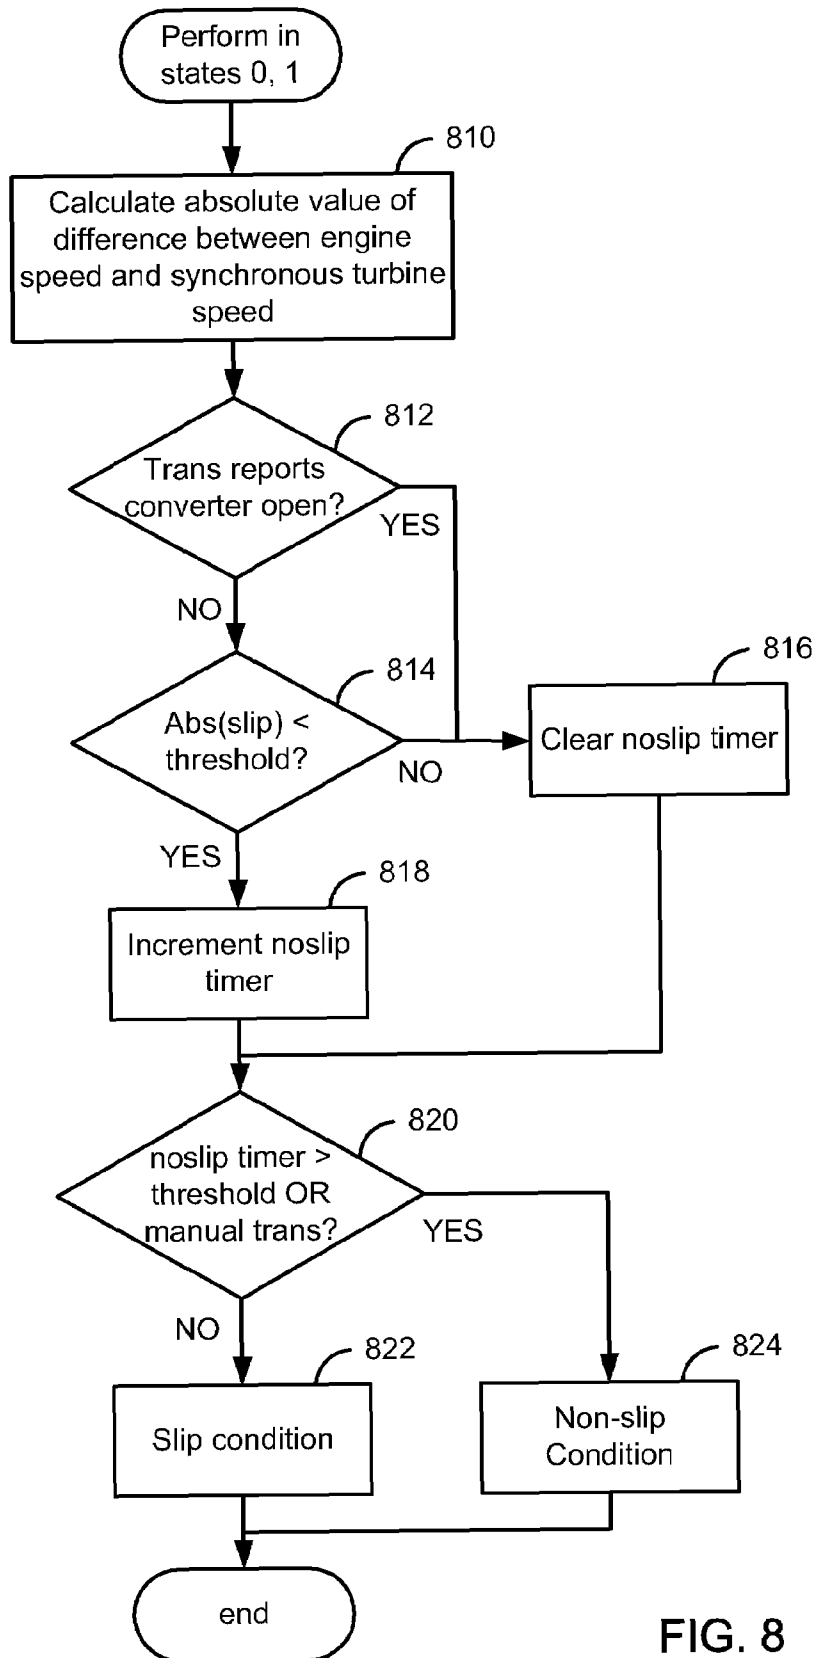 Perform in
states 0, 1
810
Calculate absolute value of
difference between engine
speed and synchronous turbine
speed
812
Trans reports
converter open?
YES
NO
814
Abs(slip) <
threshold?
NO
816
Clear noslip timer
YES
818
Increment noslip
timer
820
noslip timer >
threshold OR
manual trans?
YES
NO
822
Slip condition
824
Non-slip
Condition
end
FIG. 8